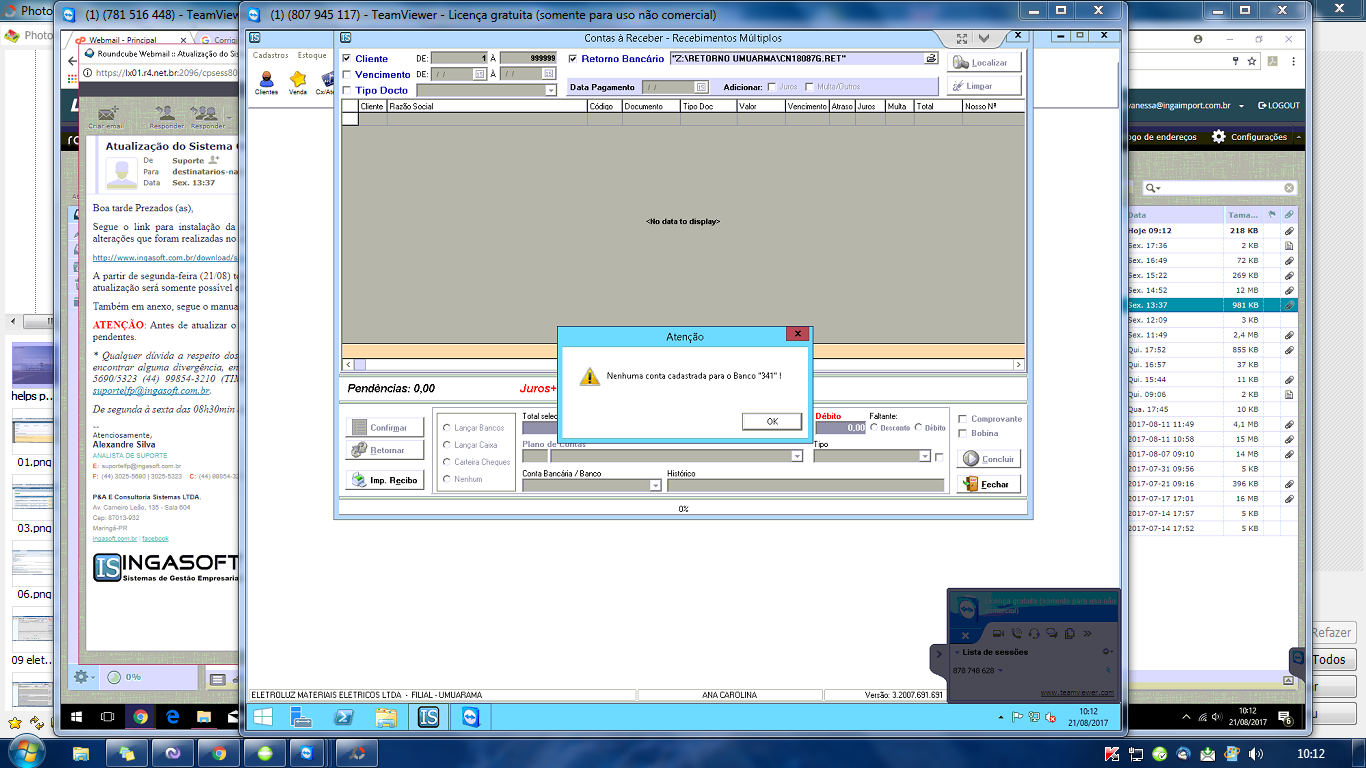 Photo
(1) (781 516 448) - TeamViewer
(1) (807 945 117) - TeamViewer - Licença gratuita (somente para uso não comercial)
Photo
Webmail - Principal
Corrig
Roundcube Webmail :: Atualização do Sis
https://lx01.r4.net.br:2096/cpsess80
vanessa@ingaimport.com.br
LOGOUT
ogo de endereços
Configurações
Criar email
Responder
Responder
Atualização do Sistema
De Suporte
Para destinatarios-na
Data Sex. 13:37
Boa tarde Prezados (as),
Segue o link para instalação da
alterações que foram realizadas no
http://www.ingasoft.com.br/download/s
A partir de segunda-feira (21/08) t
atualização será somente possível
Também em anexo, segue o manua
ATENÇÃO: Antes de atualizar o
pendentes.
* Qualquer dúvida a respeito dos
encontrar alguma divergência, en
5690/5323 (44) 99854-3210 (TIM
suportelfp@ingasoft.com.br.
De segunda à sexta das 08h30min
--
Atenciosamente,
Alexandre Silva
ANALISTA DE SUPORTE
E: suportelfp@ingasoft.com.br
F: (44) 3025-5690 | 3025-5323 C: (44) 99854-32
P&A E Consultoria Sistemas LTDA.
Av. Carneiro Leão, 135 - Sala 604
Cep: 87013-932
Maringá-PR
ingasoft.com.br | facebook
IS INGASOFT
Sistemas de Gestão Empresaria
0%
helps p...
01.png
03.png
06.png
09 elet...
Cadastros Estoque
Clientes Venda Cx/At
Contas à Receber - Recebimentos Múltiplos
Cliente DE: 1 À 999999
Retorno Bancário "Z:\RETORNO UMUARMA\CN18087G.RET"
Localizar
Vencimento DE: / / À / /
Data Pagamento / / Adicionar: Juros Multa/Outros
Limpar
Tipo Docto
Cliente Razão Social Código Documento Tipo Doc Valor Vencimento Atraso Juros Multa Total Nosso Nº
<No data to display>
Atenção
Nenhuma conta cadastrada para o Banco "341" !
OK
Pendências: 0,00
Juros+
Confirmar
Retornar
Imp. Recibo
Lançar Bancos
Lançar Caixa
Carteira Cheques
Nenhum
Total selec
Débito
0,00
Faltante:
Desconto Débito
Plano de Contas
Tipo
Conta Bancária / Banco
Histórico
Comprovante
Bobina
Concluir
Fechar
0%
Data Tama...
Hoje 09:12 218 KB
Sex. 17:36 2 KB
Sex. 16:49 72 KB
Sex. 15:22 269 KB
Sex. 14:52 12 MB
Sex. 13:37 981 KB
Sex. 12:09 3 KB
Sex. 11:49 2,4 MB
Qui. 17:52 855 KB
Qui. 16:57 37 KB
Qui. 15:44 11 KB
Qui. 09:06 2 KB
Qua. 17:45 10 KB
2017-08-11 11:49 4,1 MB
2017-08-11 10:58 15 MB
2017-08-07 09:10 14 MB
2017-07-31 09:56 5 KB
2017-07-21 09:16 396 KB
2017-07-17 17:01 16 MB
2017-07-14 17:57 5 KB
2017-07-14 17:52 5 KB
Licença gratuita (somente para uso não
comercial)
Lista de sessões
878 748 628
www.teamviewer.com
Refazer
Todos
ELETROLUZ MATERIAIS ELETRICOS LTDA - FILIAL - UMUARAMA
ANA CAROLINA
Versão: 3.2007.691.691
10:12
21/08/2017
10:12
21/08/2017
6
10:12